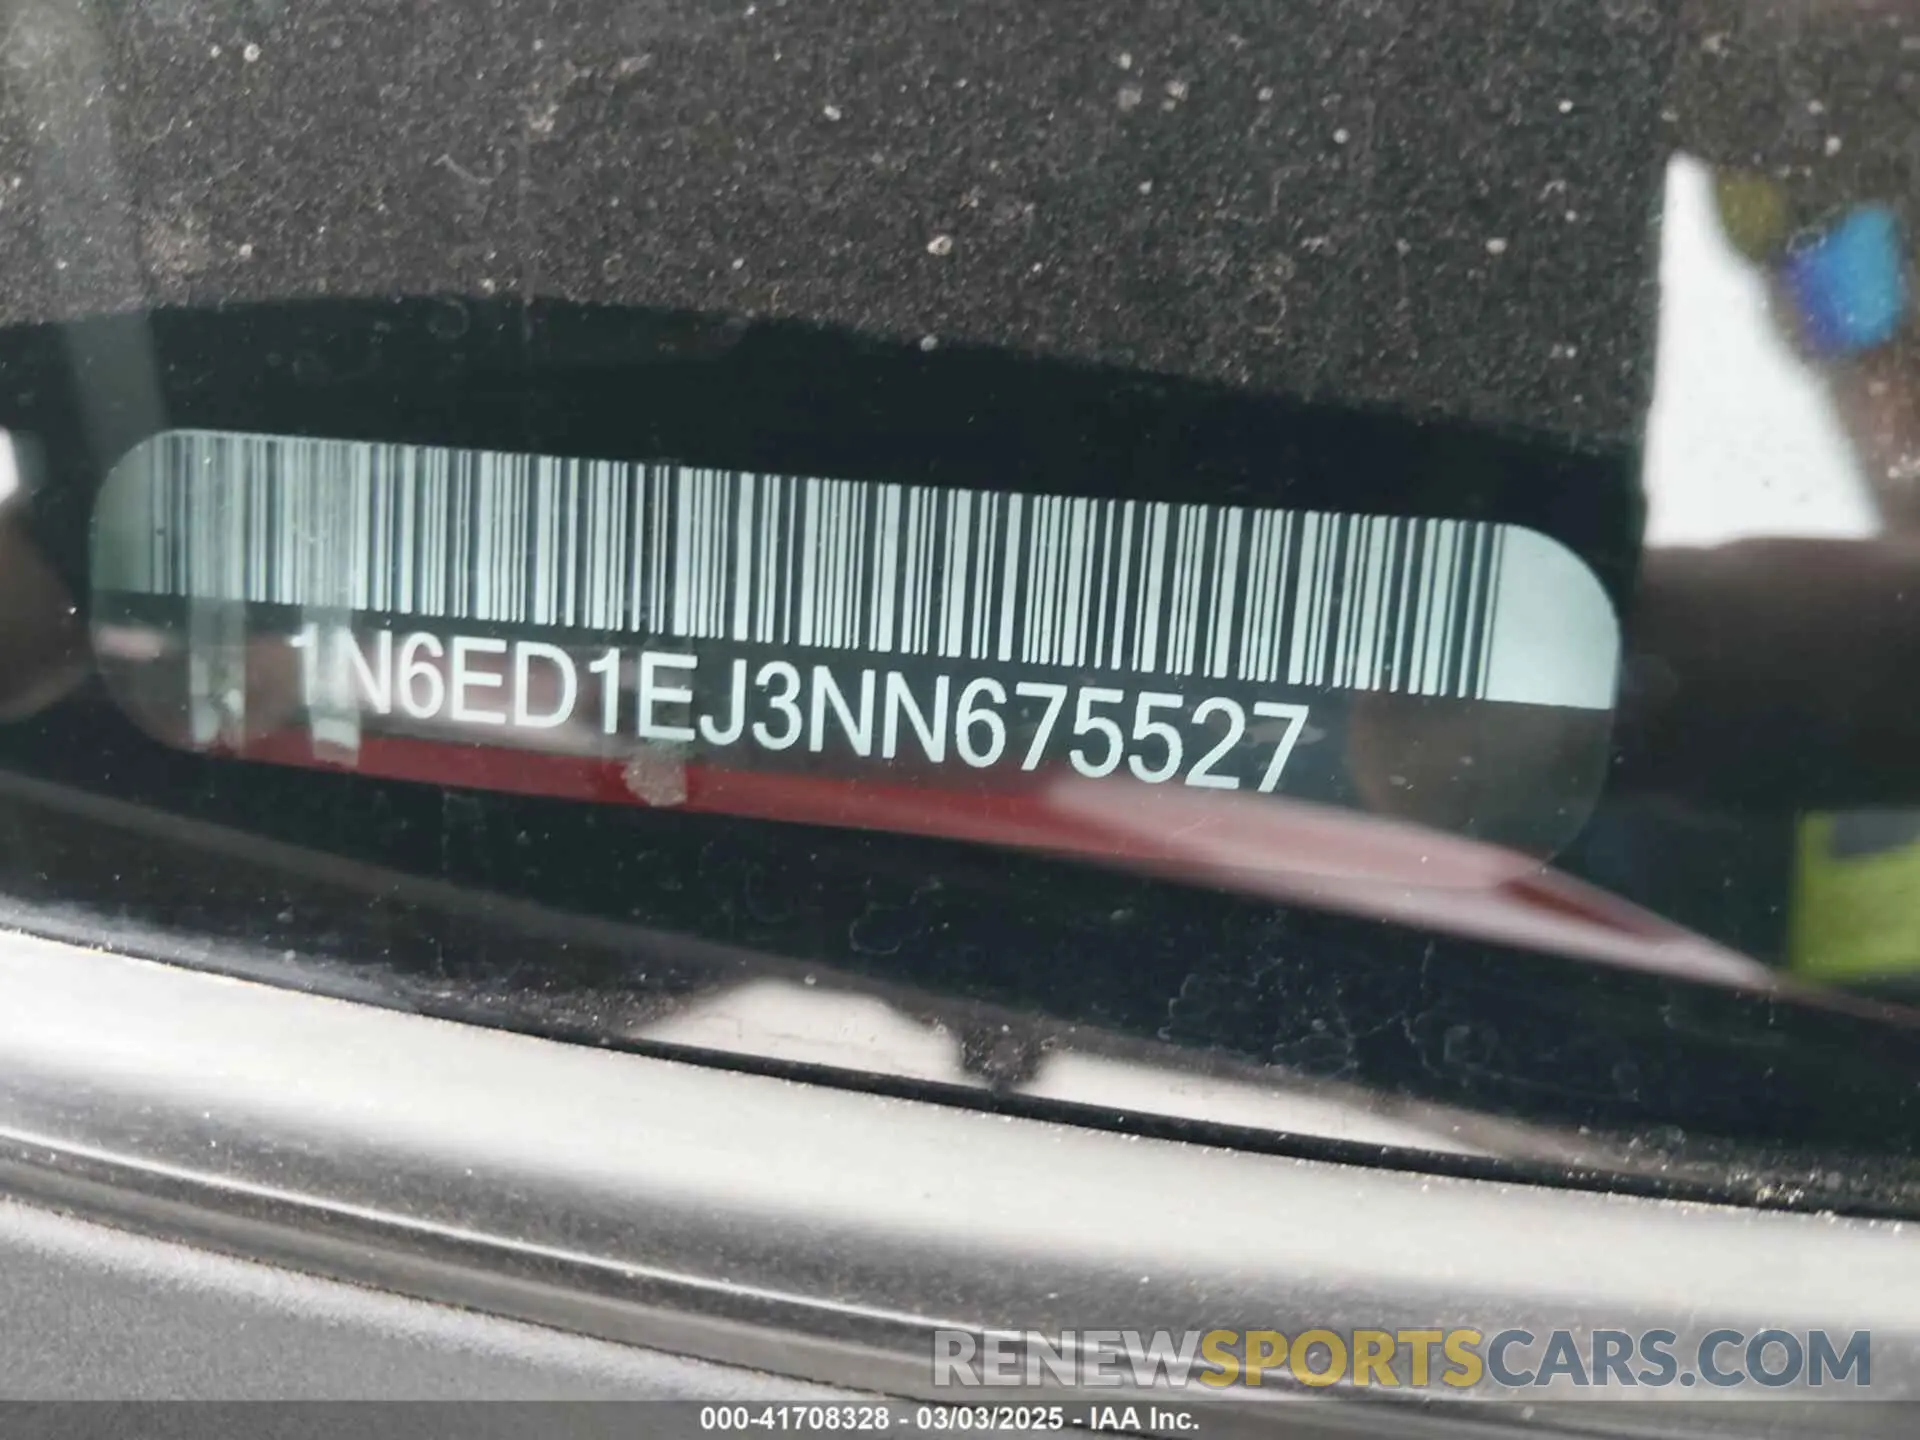 1N6ED1EJ3NN675527
RENEWSPORTSCARS.COM
000-41708328 - 03/03/2025 - IAA Inc.